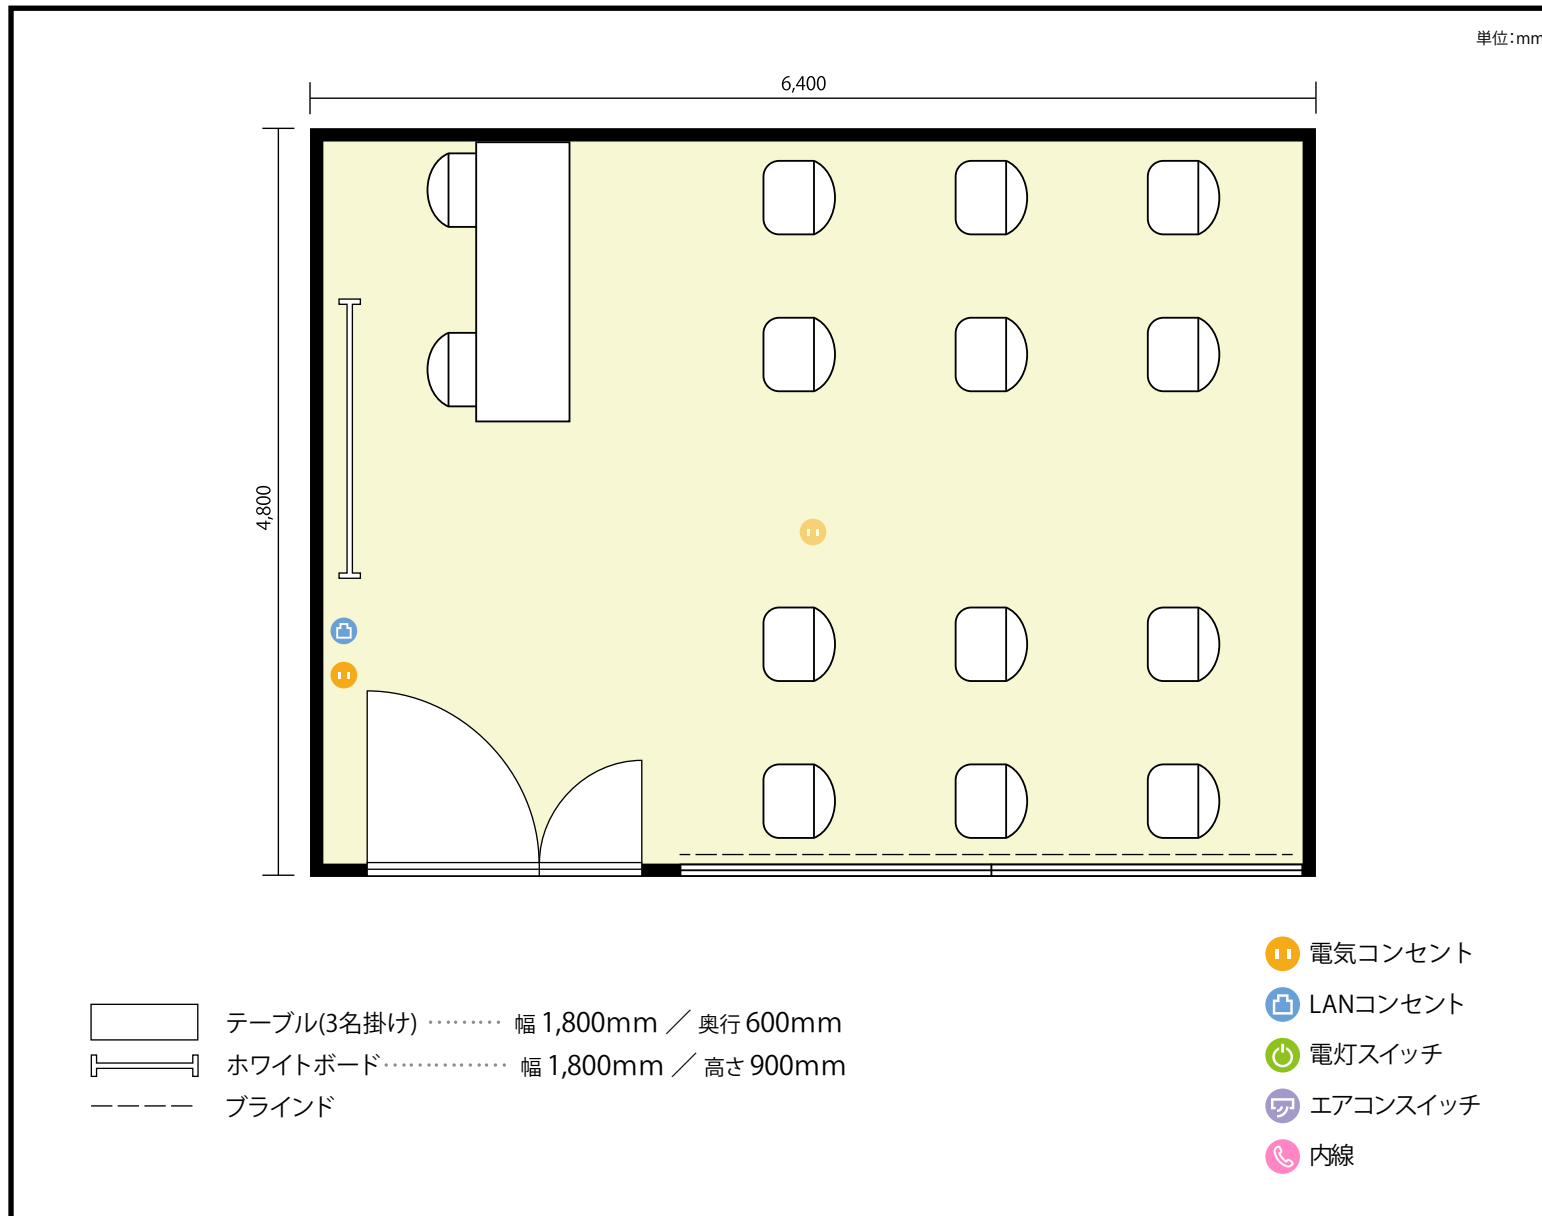 単位：mm
6,400
4,800
テーブル(3名掛け) ⋯⋯⋯ 幅 1,800mm ／ 奥行 600mm
ホワイトボード⋯⋯⋯⋯⋯ 幅 1,800mm ／ 高さ 900mm
ブラインド
電気コンセント
LANコンセント
電灯スイッチ
エアコンスイッチ
内線